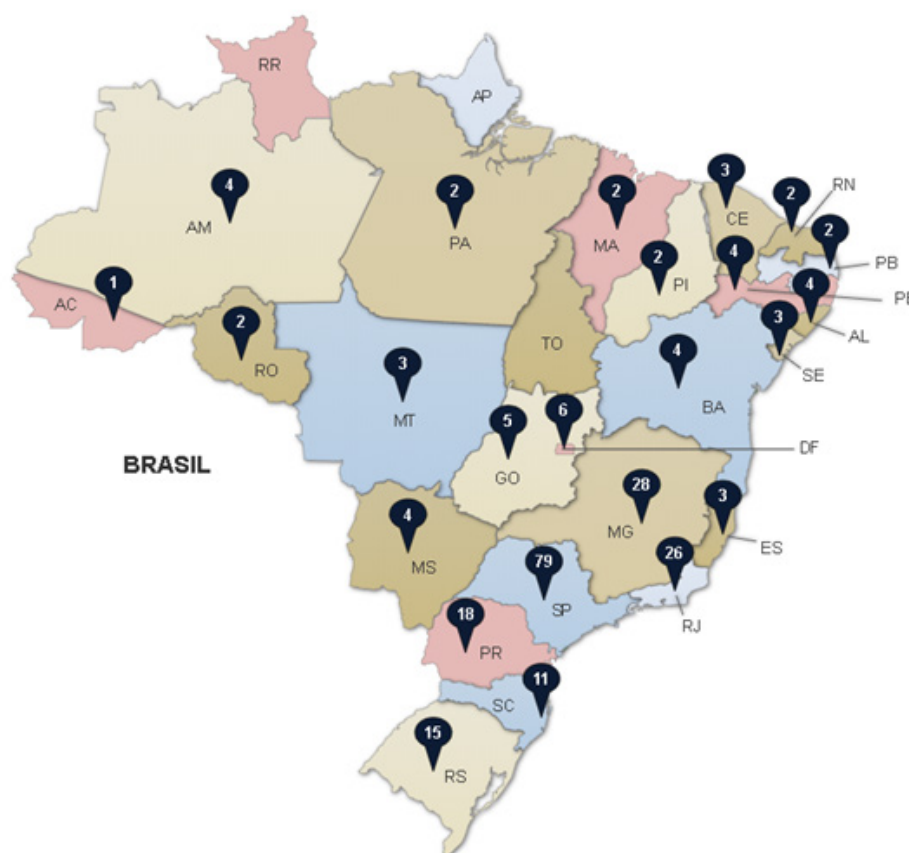 RR
AP
4
AM
2
PA
2
MA
3
CE
2
RN
2
PB
2
PI
4
4
AL
1
AC
2
RO
3
SE
TO
3
MT
4
BA
5
GO
6
DF
BRASIL
28
MG
3
ES
4
MS
79
SP
26
RJ
18
PR
11
SC
15
RS